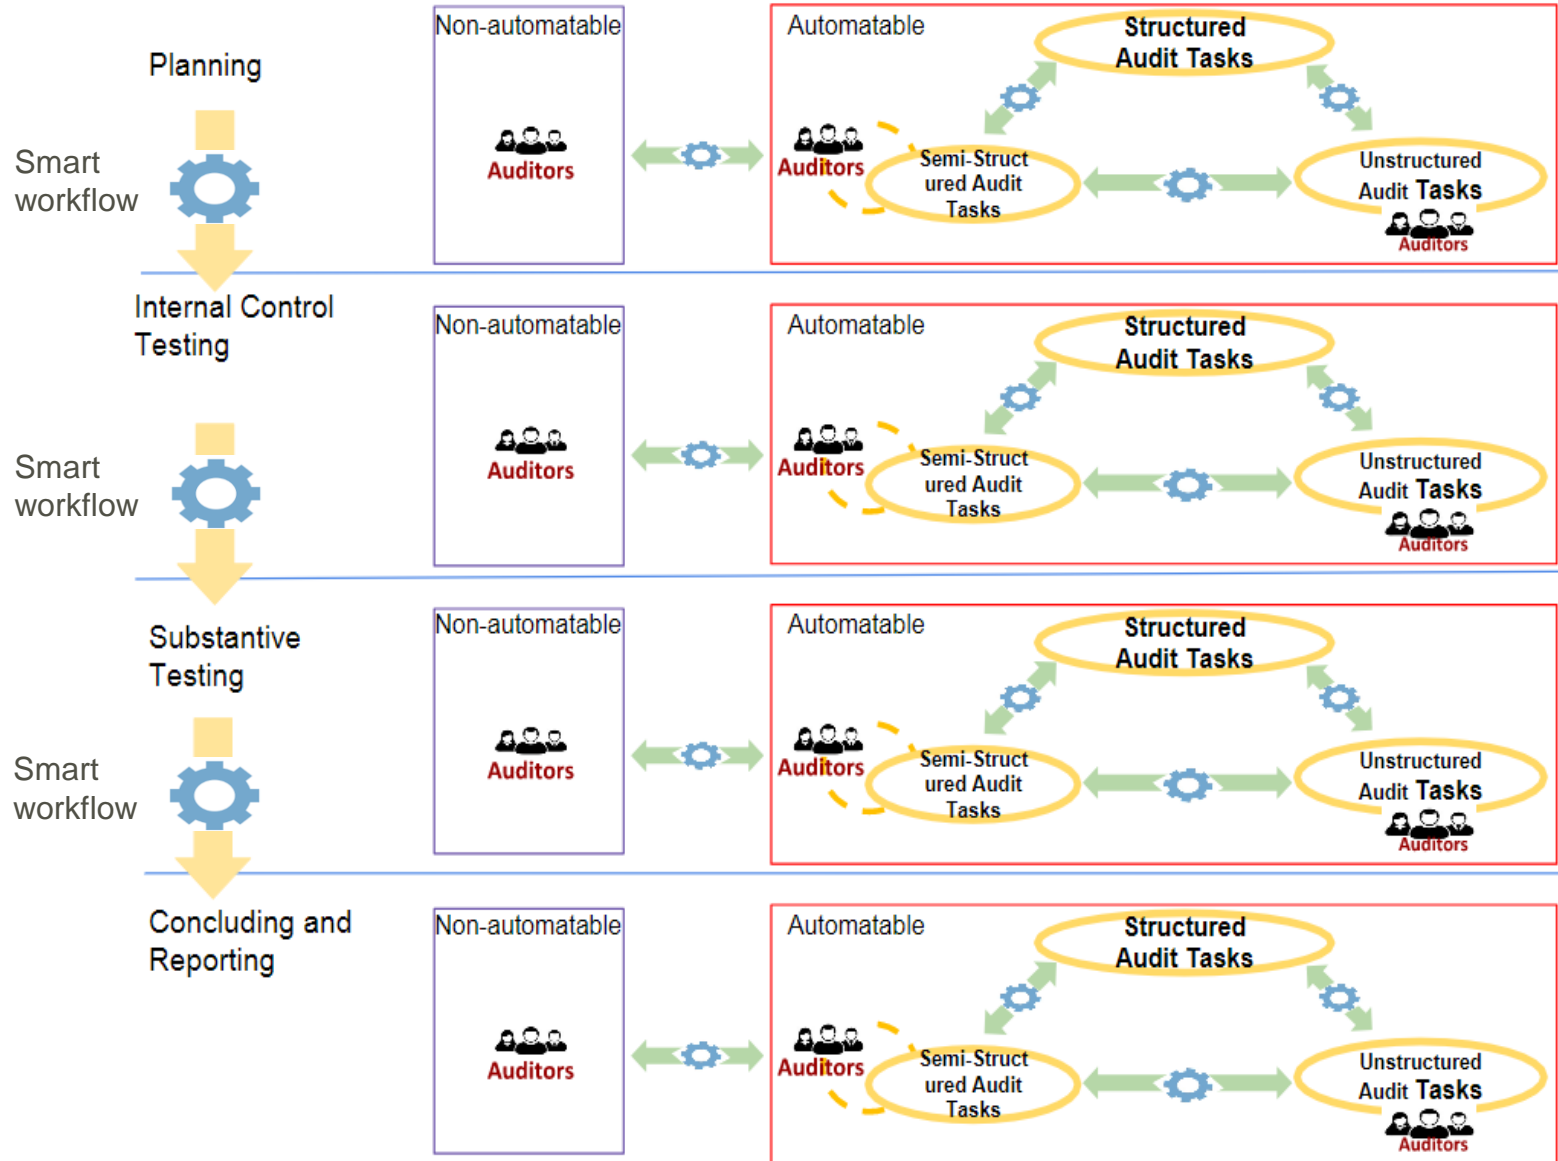 Planning
Smart
workflow
Non-automatable
Auditors
Automatable
Structured
Audit Tasks
Auditors
Semi-Struct
ured Audit
Tasks
Unstructured
Audit Tasks
Auditors
Internal Control
Testing
Smart
workflow
Non-automatable
Auditors
Automatable
Structured
Audit Tasks
Auditors
Semi-Struct
ured Audit
Tasks
Unstructured
Audit Tasks
Auditors
Substantive
Testing
Smart
workflow
Non-automatable
Auditors
Automatable
Structured
Audit Tasks
Auditors
Semi-Struct
ured Audit
Tasks
Unstructured
Audit Tasks
Auditors
Concluding and
Reporting
Non-automatable
Auditors
Automatable
Structured
Audit Tasks
Auditors
Semi-Struct
ured Audit
Tasks
Unstructured
Audit Tasks
Auditors